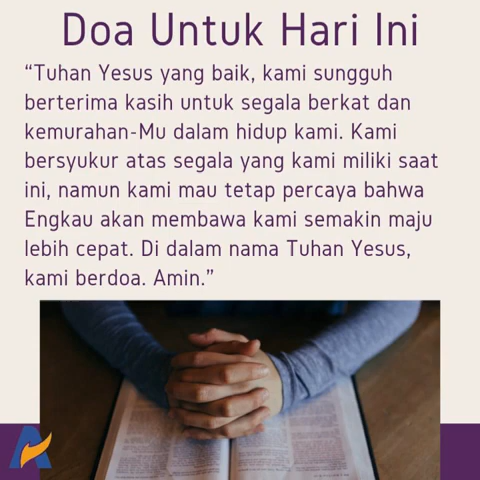 Doa Untuk Hari Ini
“Tuhan Yesus yang baik, kami sungguh
berterima kasih untuk segala berkat dan
kemurahan-Mu dalam hidup kami. Kami
bersyukur atas segala yang kami miliki saat
ini, namun kami mau tetap percaya bahwa
Engkau akan membawa kami semakin maju
lebih cepat. Di dalam nama Tuhan Yesus,
kami berdoa. Amin.”